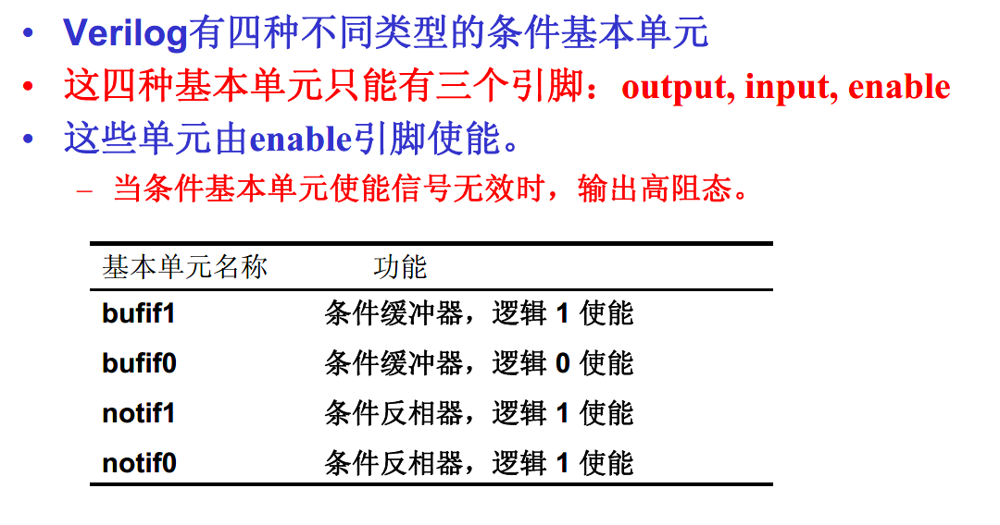 • Verilog有四种不同类型的条件基本单元
• 这四种基本单元只能有三个引脚：output, input, enable
• 这些单元由enable引脚使能。
– 当条件基本单元使能信号无效时，输出高阻态。
基本单元名称 功能
bufif1 条件缓冲器，逻辑 1 使能
bufif0 条件缓冲器，逻辑 0 使能
notif1 条件反相器，逻辑 1 使能
notif0 条件反相器，逻辑 1 使能